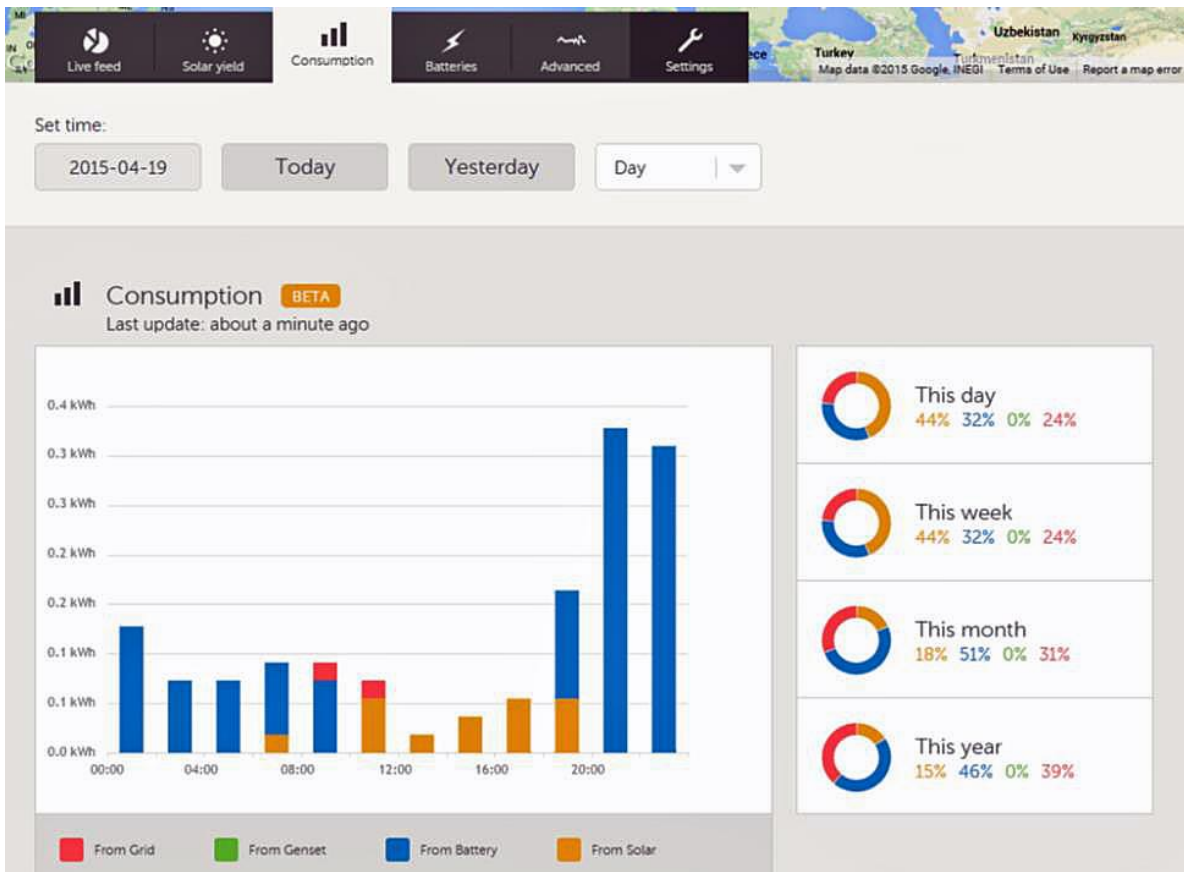 MI
IN
Live feed
Solar yield
Consumption
Batteries
Advanced
Settings
ece
Turkey
Uzbekistan
Kyrgyzstan
Turkmenistan
Map data ©2015 Google, INEGI Terms of Use Report a map error
Set time:
2015-04-19
Today
Yesterday
Day
Consumption BETA
Last update: about a minute ago
0.4 kWh
0.3 kWh
0.3 kWh
0.2 kWh
0.2 kWh
0.1 kWh
0.1 kWh
0.0 kWh
00:00 04:00 08:00 12:00 16:00 20:00
From Grid From Genset From Battery From Solar
This day
44% 32% 0% 24%
This week
44% 32% 0% 24%
This month
18% 51% 0% 31%
This year
15% 46% 0% 39%